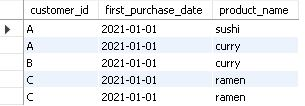 customer_id first_purchase_date product_name
A 2021-01-01 sushi
A 2021-01-01 curry
B 2021-01-01 curry
C 2021-01-01 ramen
C 2021-01-01 ramen